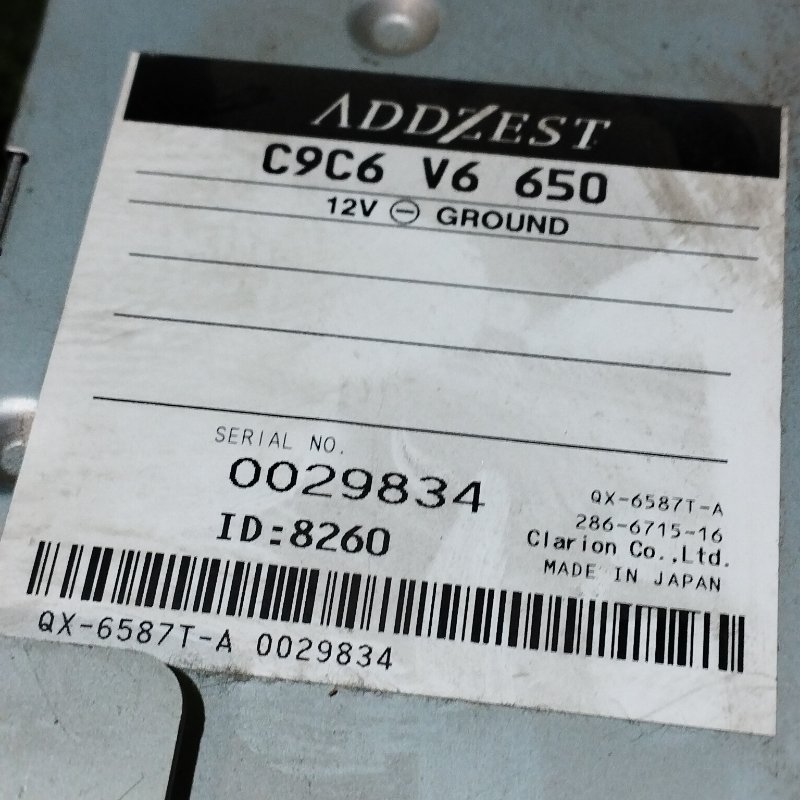 ADDZEST
C9C6 V6 650
12V ⊖ GROUND
SERIAL NO.
0029834
ID:8260
QX-6587T-A
286-6715-16
Clarion Co.,Ltd.
MADE IN JAPAN
QX-6587T-A 0029834